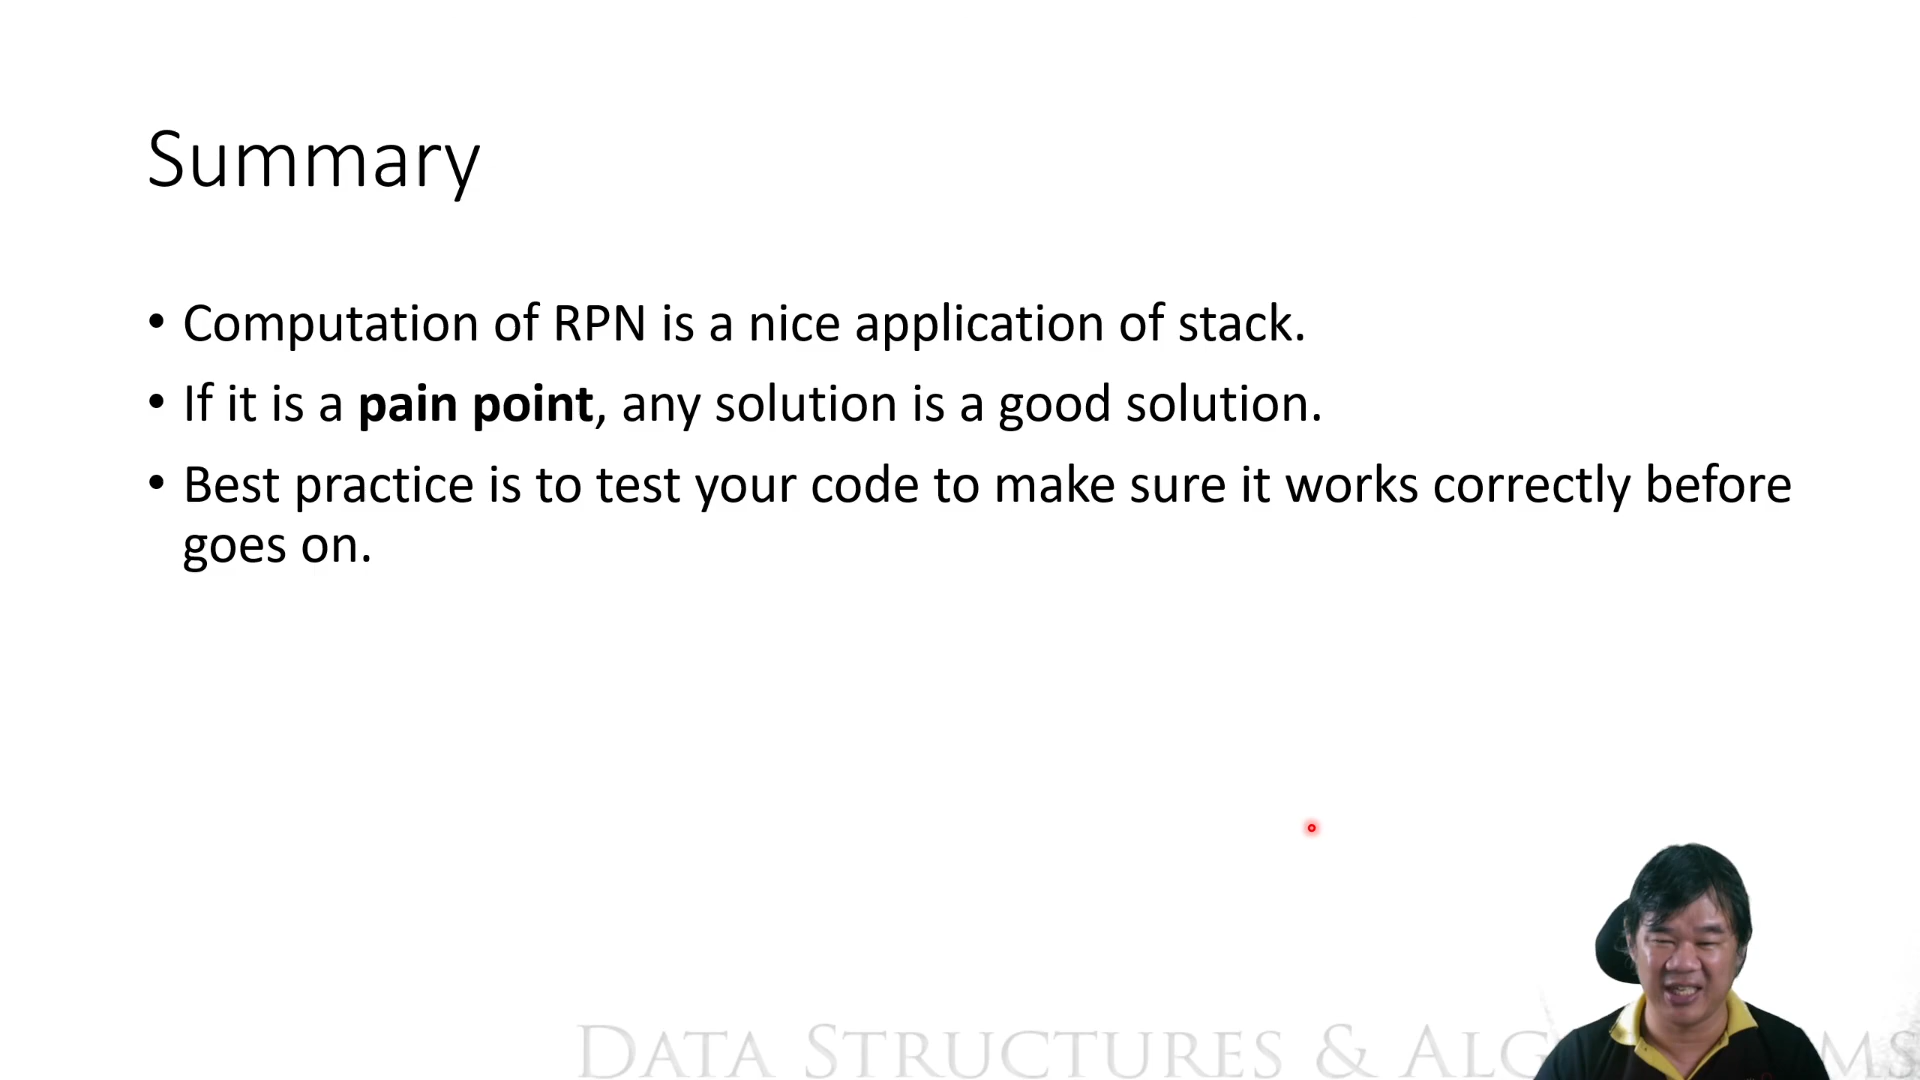 Summary
• Computation of RPN is a nice application of stack.
• If it is a pain point, any solution is a good solution.
• Best practice is to test your code to make sure it works correctly before
goes on.
DATA STRUCTURES &